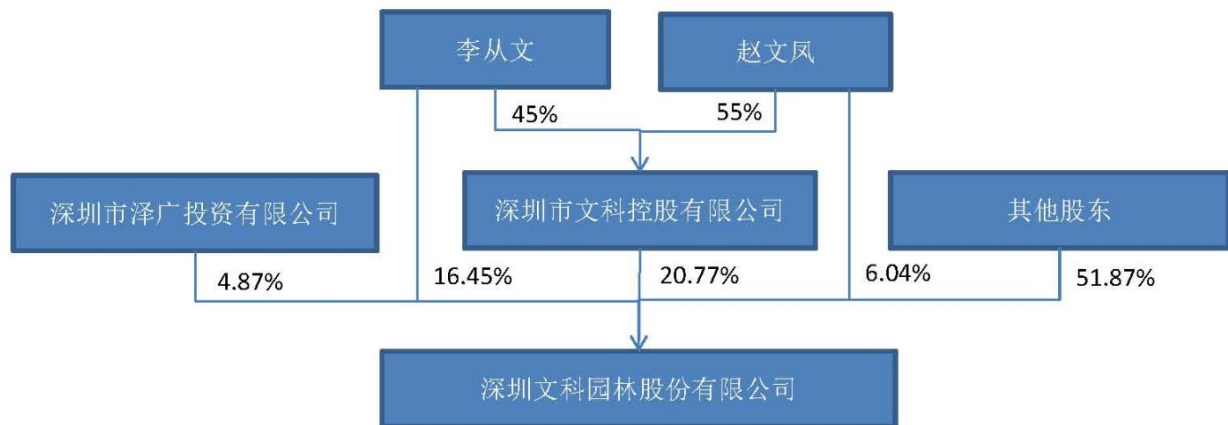 李从文
赵文凤
45%
55%
深圳市泽广投资有限公司
深圳市文科控股有限公司
其他股东
4.87%
16.45%
20.77%
6.04%
51.87%
深圳文科园林股份有限公司